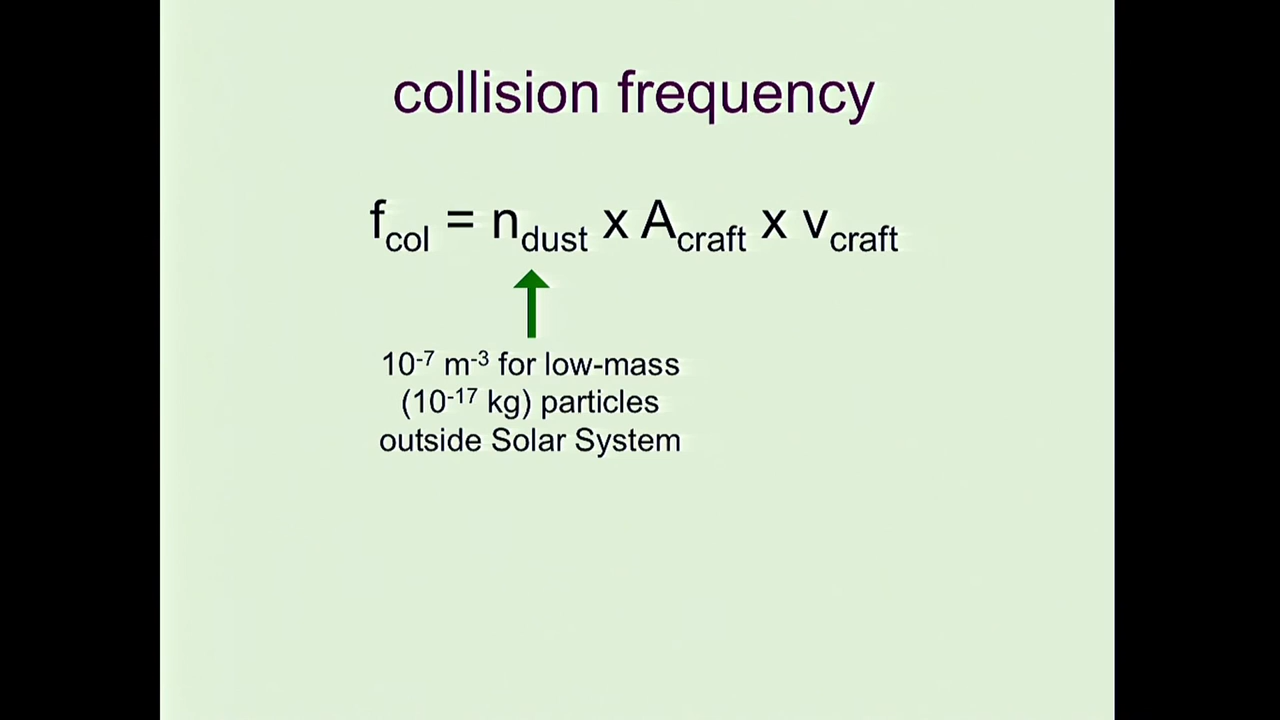 collision frequency
f_col = n_dust x A_craft x v_craft
10⁻⁷ m⁻³ for low-mass
(10⁻¹⁷ kg) particles
outside Solar System